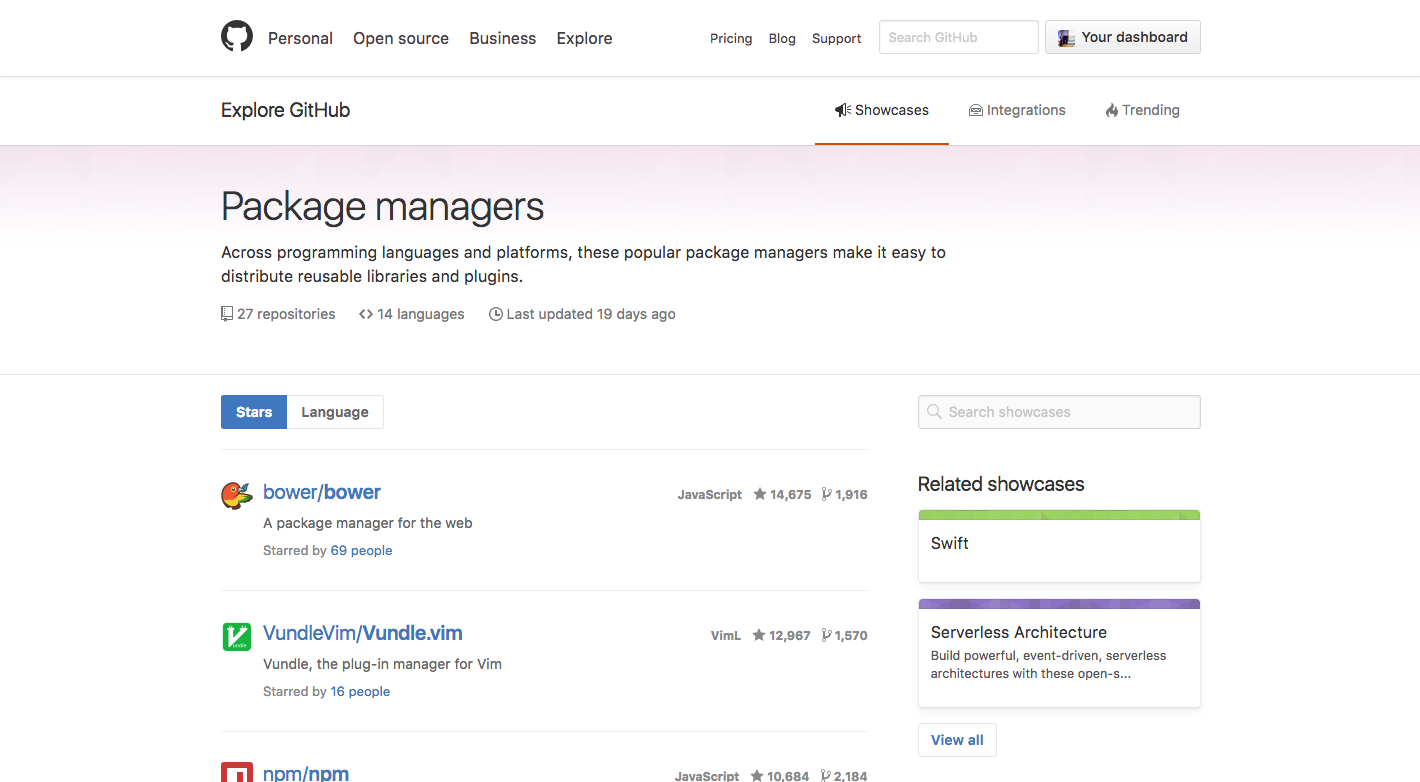 Personal Open source Business Explore Pricing Blog Support Search GitHub Your dashboard
Explore GitHub Showcases Integrations Trending
Package managers
Across programming languages and platforms, these popular package managers make it easy to
distribute reusable libraries and plugins.
27 repositories 14 languages Last updated 19 days ago
Stars Language
Search showcases
bower/bower JavaScript 14,675 1,916
A package manager for the web
Starred by 69 people
VundleVim/Vundle.vim VimL 12,967 1,570
Vundle, the plug-in manager for Vim
Starred by 16 people
npm/npm JavaScript 10,684 2,184
Related showcases
Swift
Serverless Architecture
Build powerful, event-driven, serverless
architectures with these open-s...
View all